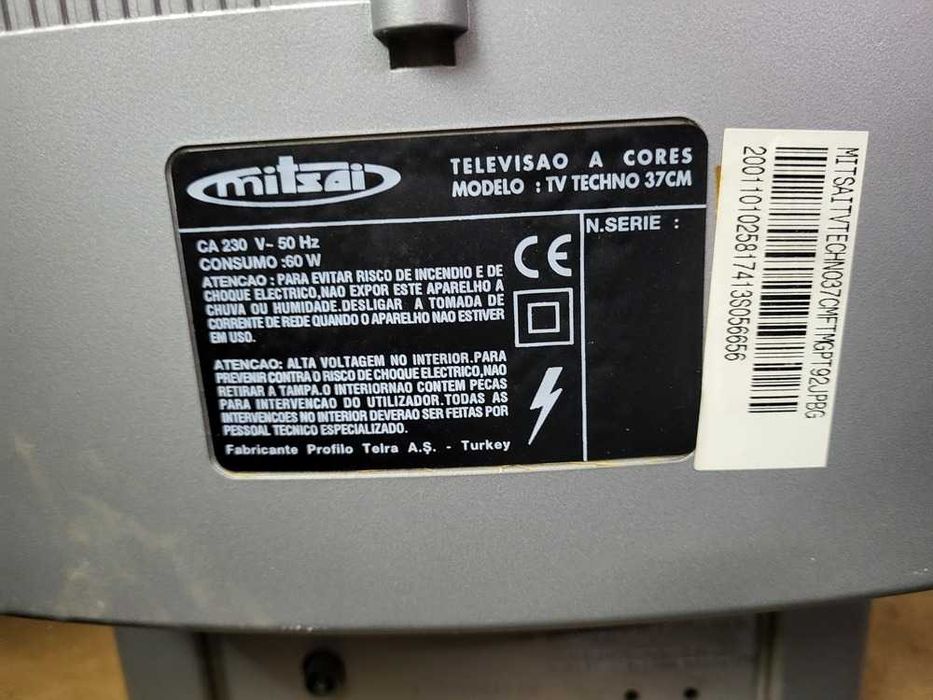 mitsai
TELEVISAO A CORES
MODELO : TV TECHNO 37CM
CA 230 V~ 50 Hz
CONSUMO :60 W
ATENCAO : PARA EVITAR RISCO DE INCENDIO E DE
CHOQUE ELECTRICO,NAO EXPOR ESTE APARELHO A
CHUVA OU HUMIDADE.DESLIGAR A TOMADA DE
CORRENTE DE REDE QUANDO O APARELHO NAO ESTIVER
EM USO.
ATENCAO: ALTA VOLTAGEM NO INTERIOR.PARA
PREVENIR CONTRA O RISCO DE CHOQUE ELECTRICO,NAO
RETIRAR A TAMPA.O INTERIORNAO CONTEM PECAS
PARA INTERVENCAO DO UTILIZADOR.TODAS AS
INTERVENCOES NO INTERIOR DEVERAO SER FEITAS POR
PESSOAL TECNICO ESPECIALIZADO.
Fabricante Profilo Telra A.Ş. - Turkey
CE
N.SERIE :
MITSAITVTECHNO37CMFTMGPT92JPBG
20011010258174138056656